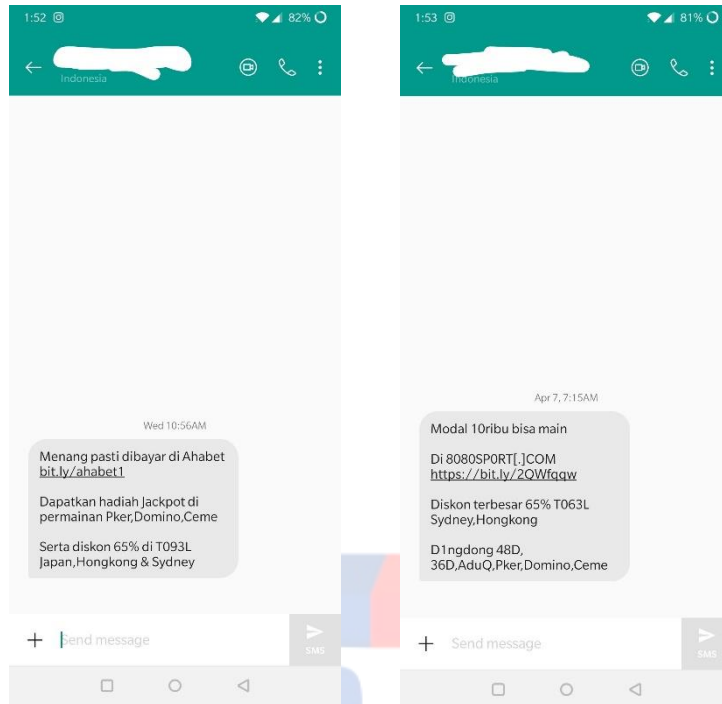 1:52
82%
Indonesia
Wed 10:56AM
Menang pasti dibayar di Ahabet
bit.ly/ahabet1
Dapatkan hadiah Jackpot di
permainan Pker,Domino,Ceme
Serta diskon 65% di T093L
Japan,Hongkong & Sydney
Send message
SMS
1:53
81%
Indonesia
Apr 7, 7:15AM
Modal 10ribu bisa main
Di 8080SP0RT[.]COM
https://bit.ly/2QWfqqw
Diskon terbesar 65% T063L
Sydney,Hongkong
D1ngdong 48D,
36D,AduQ,Pker,Domino,Ceme
Send message
SMS